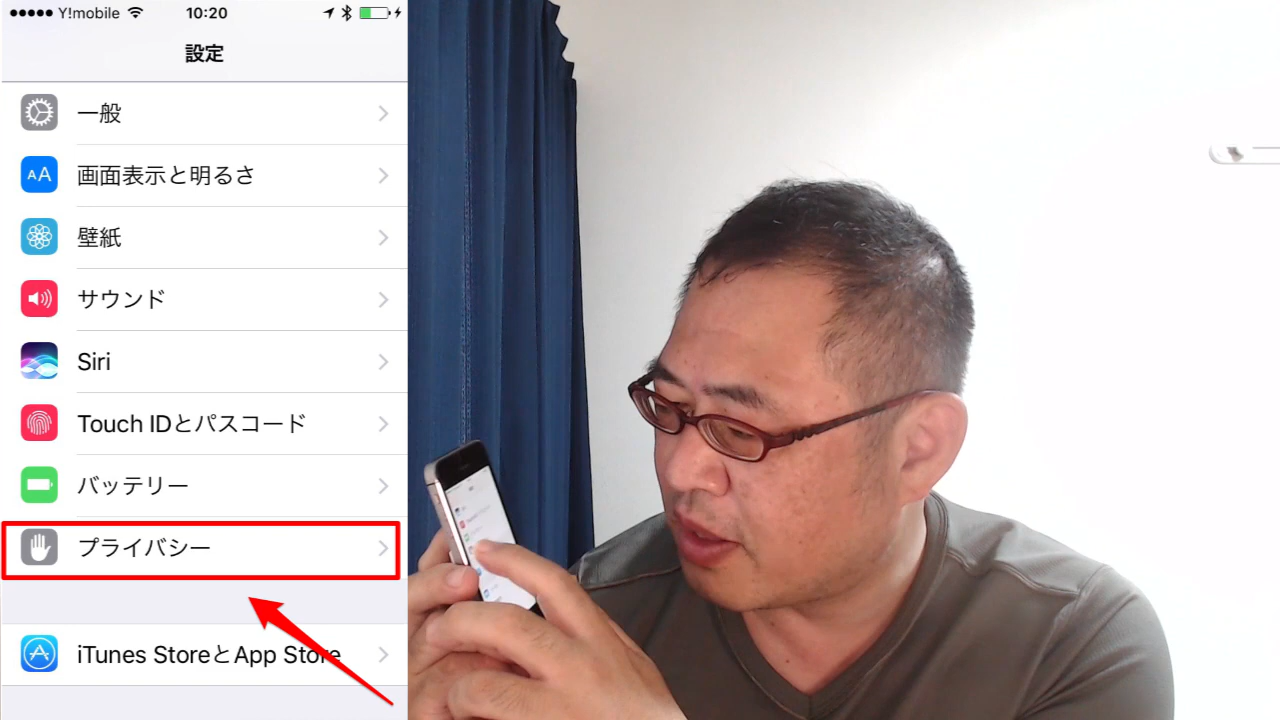 Y!mobile 10:20
設定
一般
AA 画面表示と明るさ
壁紙
サウンド
Siri
Touch IDとパスコード
バッテリー
プライバシー
iTunes StoreとApp Store